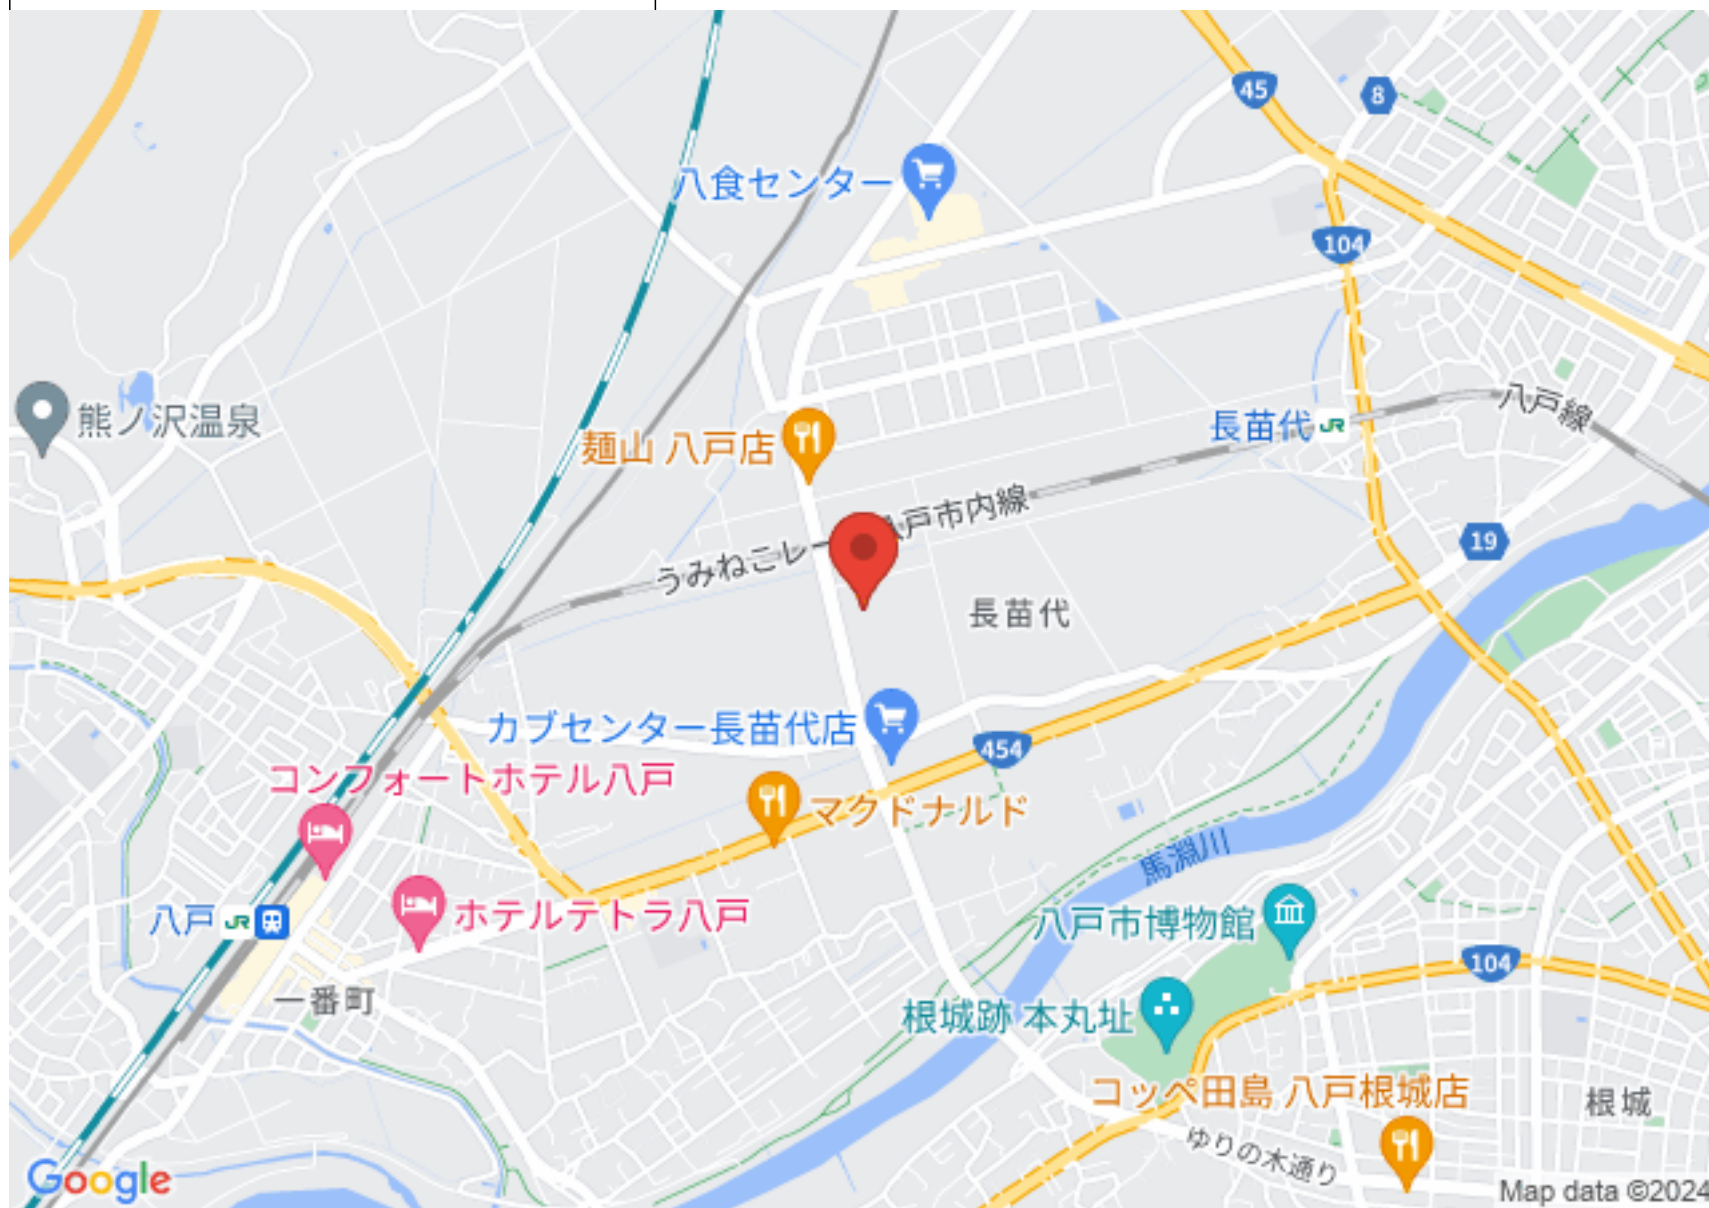 45
8
八食センター
104
熊ノ沢温泉
八戸線
長苗代 JR
麺山 八戸店
うみねこレー 八戸市内線
19
長苗代
カブセンター長苗代店
454
コンフォートホテル八戸
マクドナルド
馬淵川
八戸 JR
ホテルテトラ八戸
八戸市博物館
104
一番町
根城跡 本丸址
コッペ田島 八戸根城店
根城
ゆりの木通り
Google
Map data ©2024